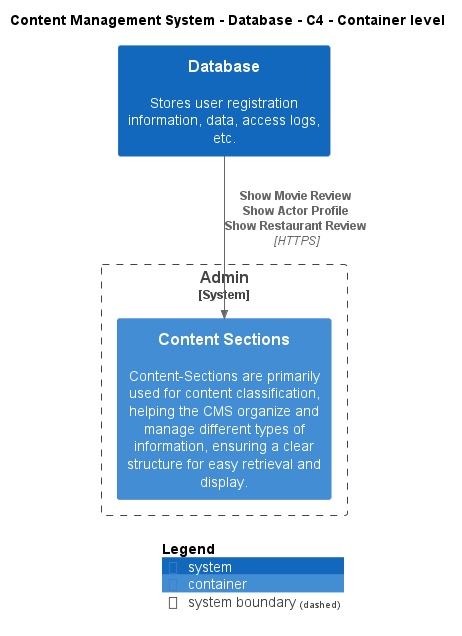 Content Management System - Database - C4 - Container level
Database
Stores user registration
information, data, access logs,
etc.
Show Movie Review
Show Actor Profile
Show Restaurant Review
[HTTPS]
Admin
[System]
Content Sections
Content-Sections are primarily
used for content classification,
helping the CMS organize and
manage different types of
information, ensuring a clear
structure for easy retrieval and
display.
Legend
system
container
system boundary (dashed)